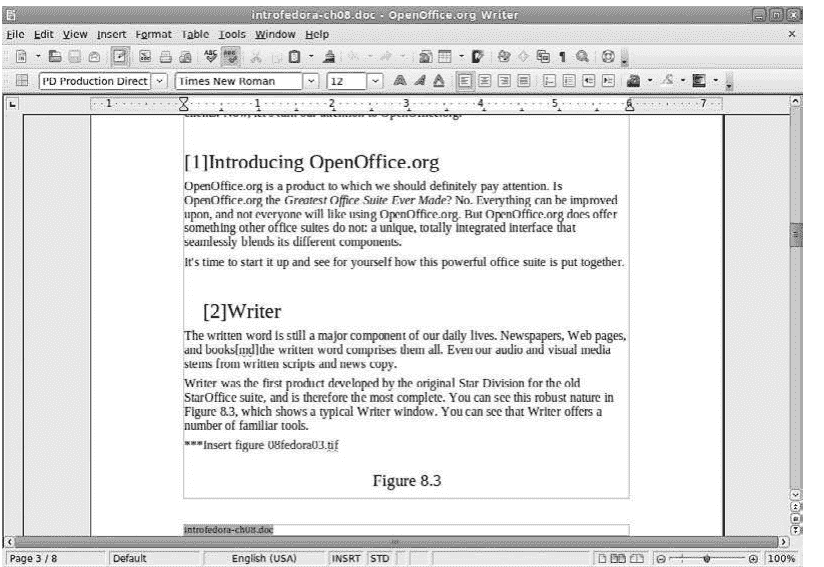 introfedora-ch08.doc - OpenOffice.org Writer
File Edit View Insert Format Table Tools Window Help
PD Production Direct Times New Roman 12
1 1 2 3 4 5 6 7
[1]Introducing OpenOffice.org
OpenOffice.org is a product to which we should definitely pay attention. Is
OpenOffice.org the Greatest Office Suite Ever Made? No. Everything can be improved
upon, and not everyone will like using OpenOffice.org. But OpenOffice.org does offer
something other office suites do not: a unique, totally integrated interface that
seamlessly blends its different components.
It's time to start it up and see for yourself how this powerful office suite is put together.
[2]Writer
The written word is still a major component of our daily lives. Newspapers, Web pages,
and books[md]the written word comprises them all. Even our audio and visual media
stems from written scripts and news copy.
Writer was the first product developed by the original Star Division for the old
StarOffice suite, and is therefore the most complete. You can see this robust nature in
Figure 8.3, which shows a typical Writer window. You can see that Writer offers a
number of familiar tools.
***Insert figure 08fedora03.tif
Figure 8.3
introfedora-ch08.doc
Page 3 / 8 Default English (USA) INSRT STD 100%